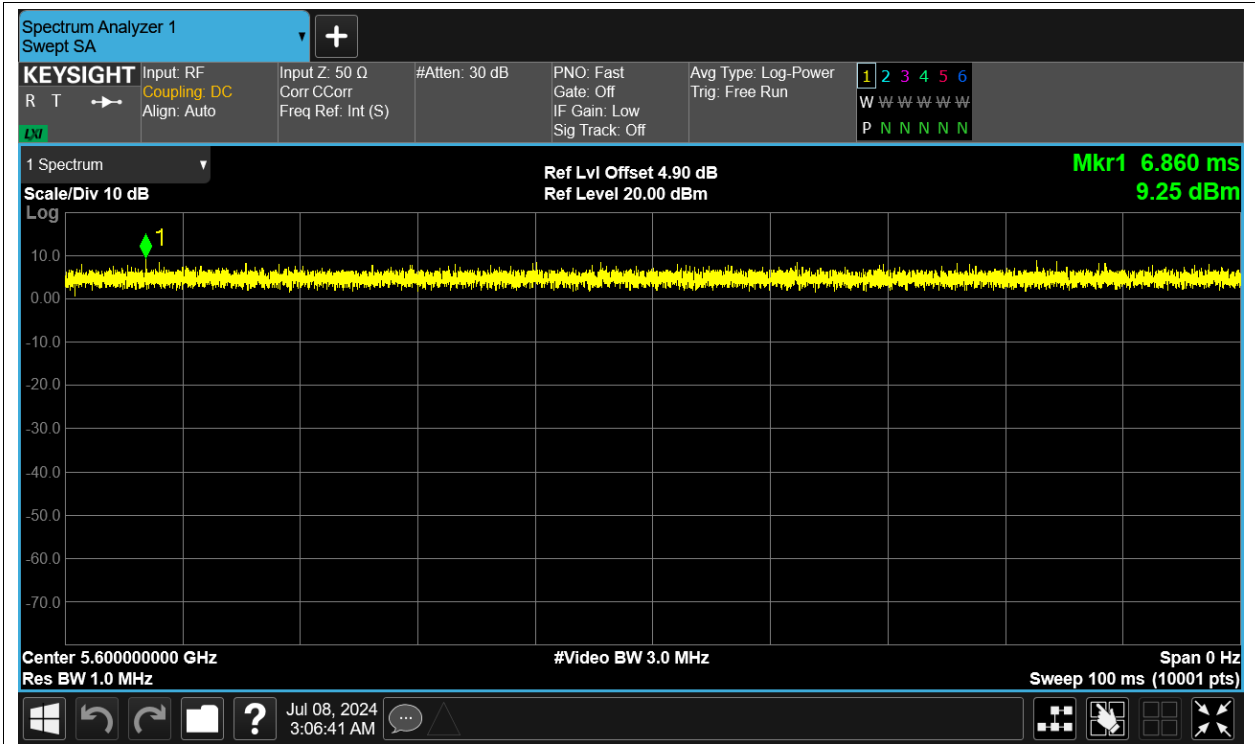 Spectrum Analyzer 1
Swept SA
KEYSIGHT
R T
LXI
Input: RF
Coupling: DC
Align: Auto
Input Z: 50 Ω
Corr CCorr
Freq Ref: Int (S)
#Atten: 30 dB
PNO: Fast
Gate: Off
IF Gain: Low
Sig Track: Off
Avg Type: Log-Power
Trig: Free Run
1 2 3 4 5 6
W W W W W W
P N N N N N
1 Spectrum
Scale/Div 10 dB
Log
Ref Lvl Offset 4.90 dB
Ref Level 20.00 dBm
Mkr1 6.860 ms
9.25 dBm
1
10.0
0.00
-10.0
-20.0
-30.0
-40.0
-50.0
-60.0
-70.0
Center 5.600000000 GHz
Res BW 1.0 MHz
#Video BW 3.0 MHz
Span 0 Hz
Sweep 100 ms (10001 pts)
?
Jul 08, 2024
3:06:41 AM